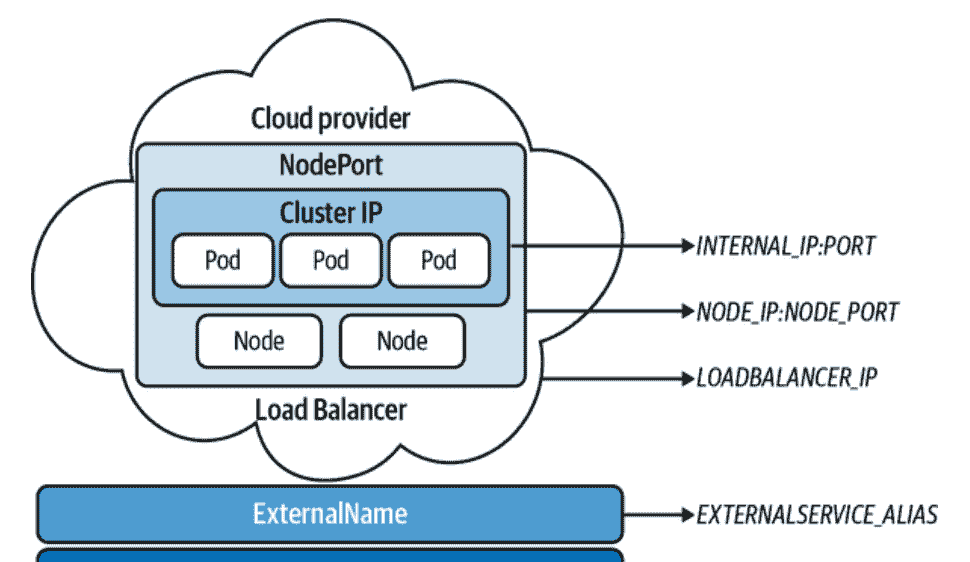 Cloud provider
NodePort
Cluster IP
Pod Pod Pod
INTERNAL_IP:PORT
NODE_IP:NODE_PORT
Node Node
LOADBALANCER_IP
Load Balancer
ExternalName
EXTERNALSERVICE_ALIAS